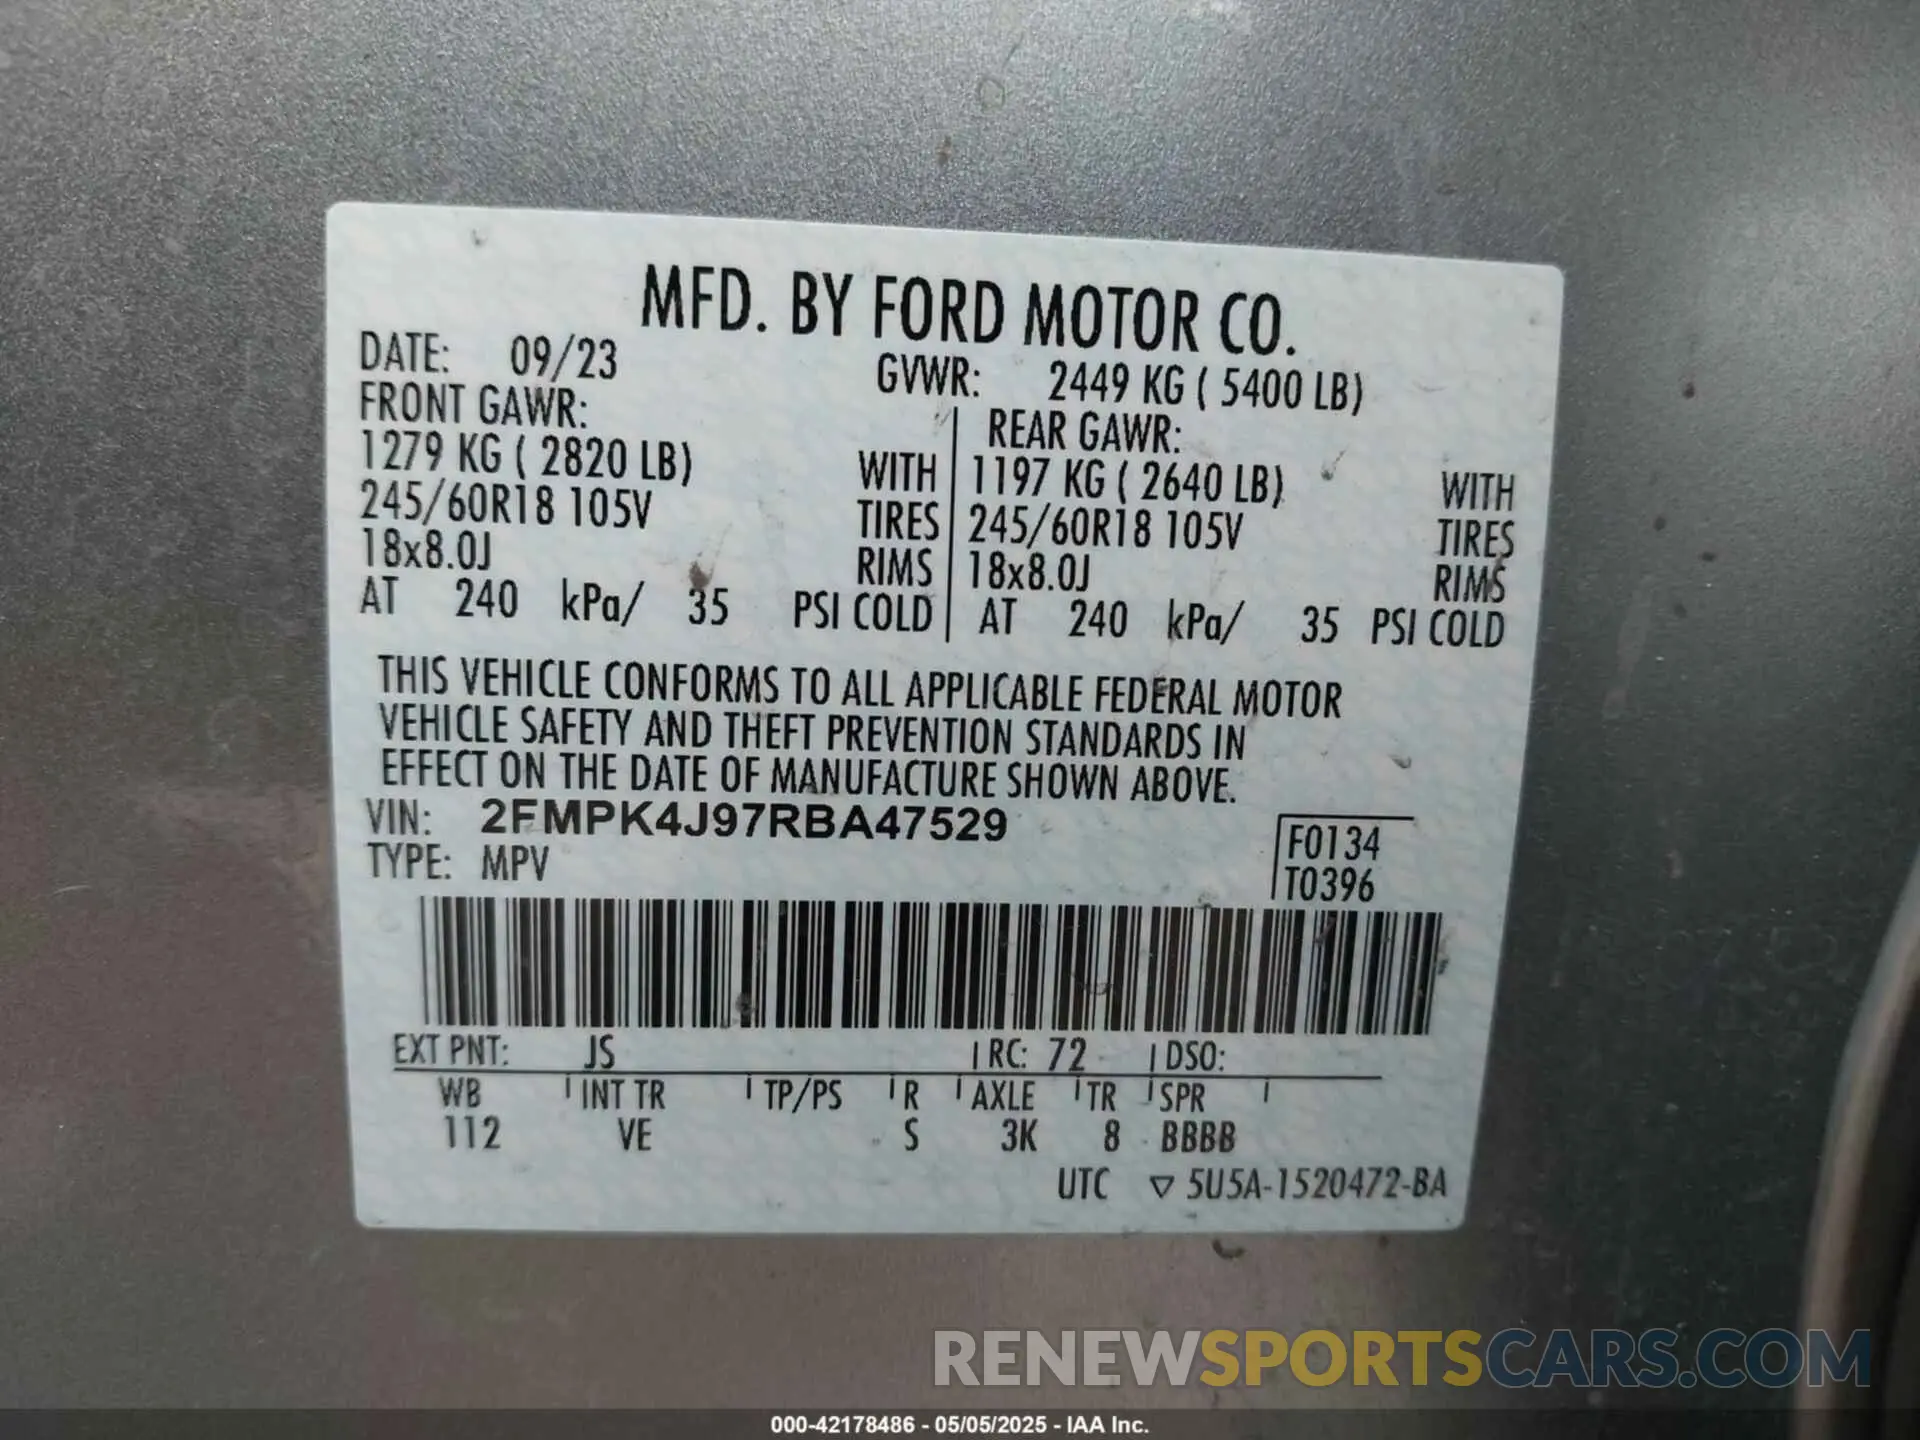 MFD. BY FORD MOTOR CO.
DATE: 09/23 GVWR: 2449 KG ( 5400 LB)
FRONT GAWR: REAR GAWR:
1279 KG ( 2820 LB) WITH 1197 KG ( 2640 LB) WITH
245/60R18 105V TIRES 245/60R18 105V TIRES
18x8.0J RIMS 18x8.0J RIMS
AT 240 kPa/ 35 PSI COLD AT 240 kPa/ 35 PSI COLD
THIS VEHICLE CONFORMS TO ALL APPLICABLE FEDERAL MOTOR
VEHICLE SAFETY AND THEFT PREVENTION STANDARDS IN
EFFECT ON THE DATE OF MANUFACTURE SHOWN ABOVE.
VIN: 2FMPK4J97RBA47529 F0134
TYPE: MPV T0396
EXT PNT: JS RC: 72 DSO:
WB INT TR TP/PS R AXLE TR SPR
112 VE S 3K 8 BBBB
UTC ▽ 5U5A-1520472-BA
RENEWSPORTSCARS.COM
000-42178486 - 05/05/2025 - IAA Inc.